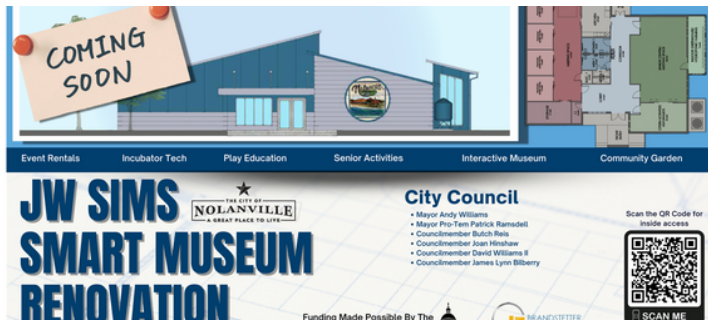 COMING
SOON
Event Rentals
Incubator Tech
Play Education
Senior Activities
Interactive Museum
Community Garden
JW SIMS
SMART MUSEUM
RENOVATION
THE CITY OF
NOLANVILLE
A GREAT PLACE TO LIVE
City Council
• Mayor Andy Williams
• Mayor Pro-Tem Patrick Ramsdell
• Councilmember Butch Reis
• Councilmember Joan Hinshaw
• Councilmember David Williams II
• Councilmember James Lynn Bilberry
Scan the QR Code for
inside access
SCAN ME
Funding Made Possible By The
BRANDSTETTER